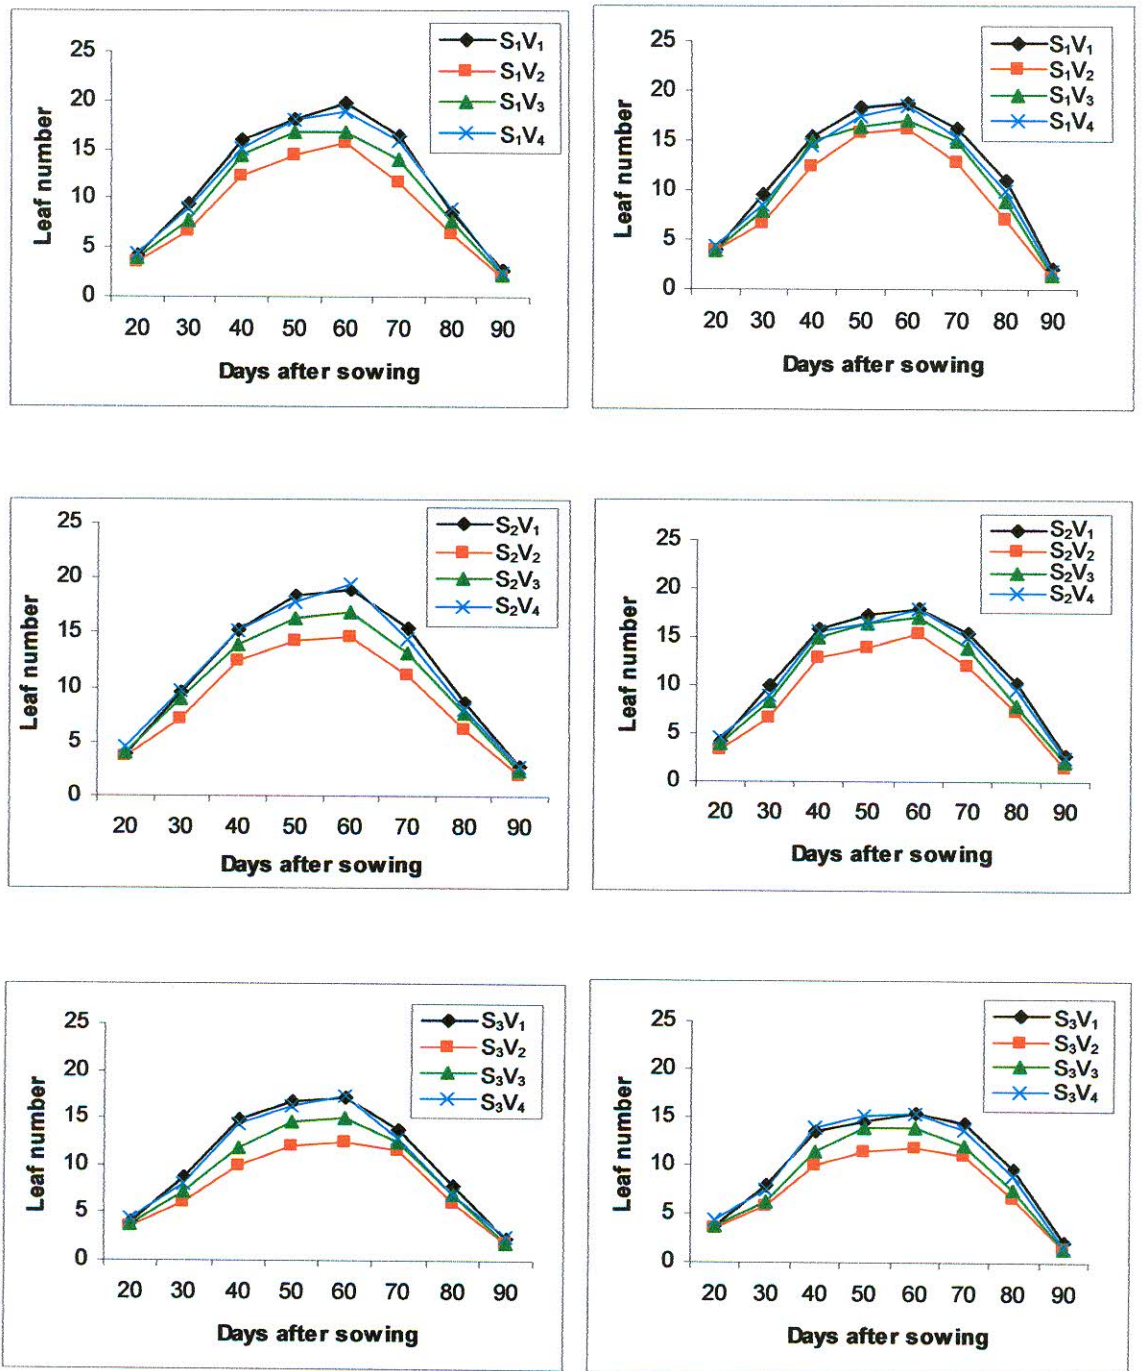 25
20
15
10
5
0
Leaf number
20 30 40 50 60 70 80 90
Days after sowing
S₁V₁
S₁V₂
S₁V₃
S₁V₄
25
20
15
10
5
0
Leaf number
20 30 40 50 60 70 80 90
Days after sowing
S₁V₁
S₁V₂
S₁V₃
S₁V₄
25
20
15
10
5
0
Leaf number
20 30 40 50 60 70 80 90
Days after sowing
S₂V₁
S₂V₂
S₂V₃
S₂V₄
25
20
15
10
5
0
Leaf number
20 30 40 50 60 70 80 90
Days after sowing
S₂V₁
S₂V₂
S₂V₃
S₂V₄
25
20
15
10
5
0
Leaf number
20 30 40 50 60 70 80 90
Days after sowing
S₃V₁
S₃V₂
S₃V₃
S₃V₄
25
20
15
10
5
0
Leaf number
20 30 40 50 60 70 80 90
Days after sowing
S₃V₁
S₃V₂
S₃V₃
S₃V₄